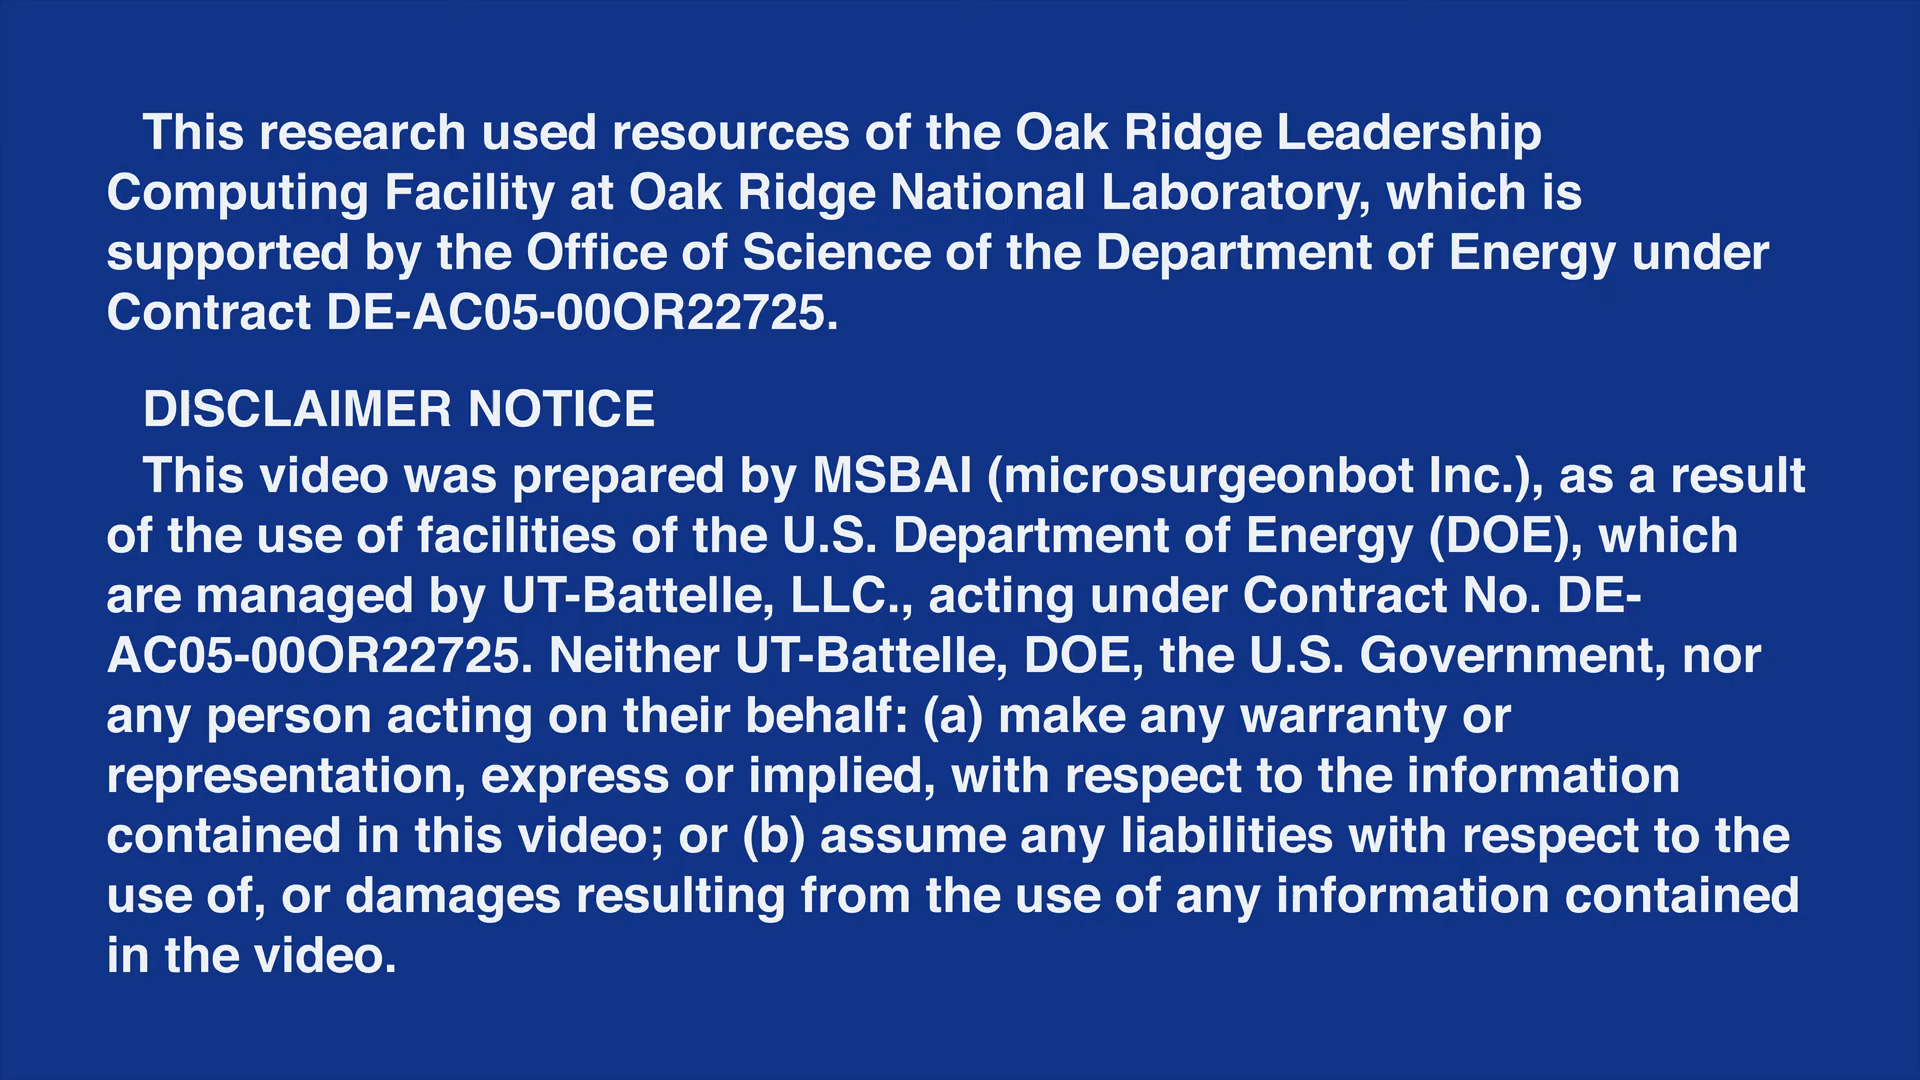 This research used resources of the Oak Ridge Leadership
Computing Facility at Oak Ridge National Laboratory, which is
supported by the Office of Science of the Department of Energy under
Contract DE-AC05-00OR22725.
DISCLAIMER NOTICE
This video was prepared by MSBAI (microsurgeonbot Inc.), as a result
of the use of facilities of the U.S. Department of Energy (DOE), which
are managed by UT-Battelle, LLC., acting under Contract No. DE-
AC05-00OR22725. Neither UT-Battelle, DOE, the U.S. Government, nor
any person acting on their behalf: (a) make any warranty or
representation, express or implied, with respect to the information
contained in this video; or (b) assume any liabilities with respect to the
use of, or damages resulting from the use of any information contained
in the video.